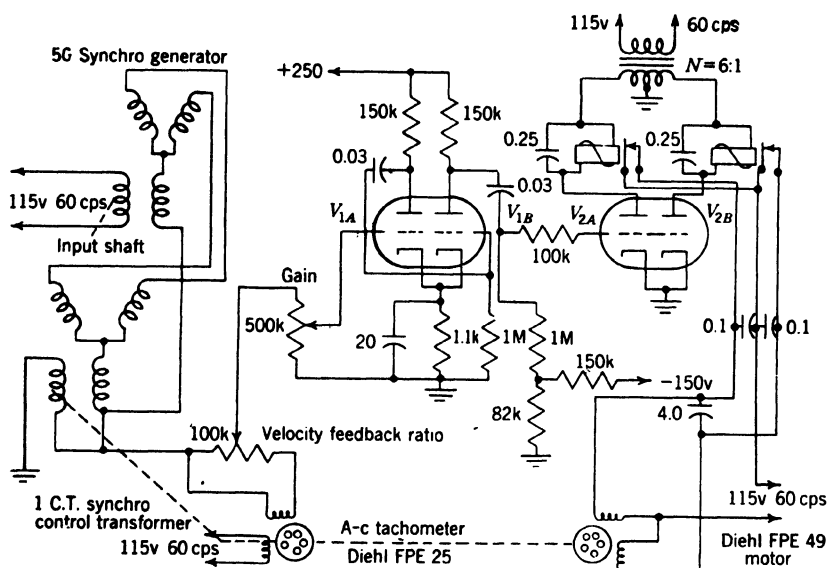 115v 60 cps
5G Synchro generator
N=6:1
+250
150k
150k
0.25
0.25
0.03
0.03
115v 60 cps
V1A
V1B
V2A
V2B
Input shaft
100k
Gain
500k
20
1.1k
1M
1M
0.1
0.1
150k
-150v
82k
4.0
100k
Velocity feedback ratio
1 C.T. synchro
control transformer
115v 60 cps
115v 60 cps
A-c tachometer
Diehl FPE 25
Diehl FPE 49
motor